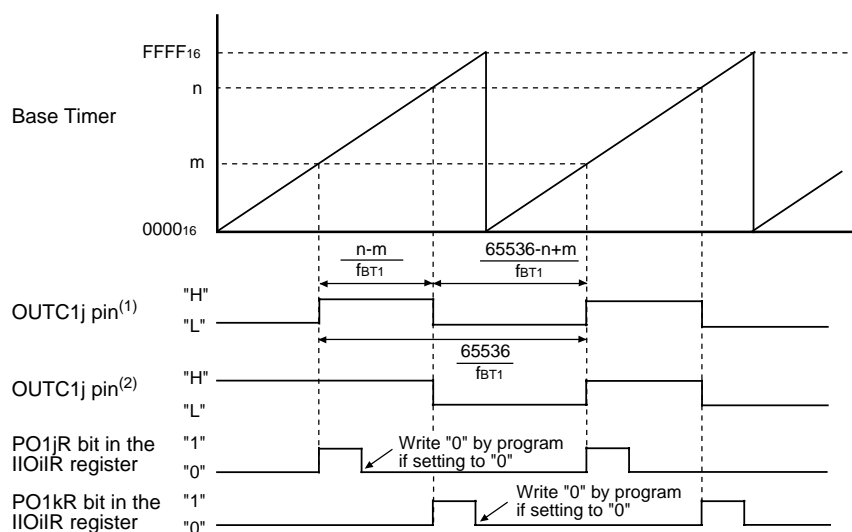 FFFF16
n
Base Timer
m
000016
n-m
fBT1
65536-n+m
fBT1
"H"
OUTC1j pin(1)
"L"
65536
fBT1
"H"
OUTC1j pin(2)
"L"
PO1jR bit in the
IIOiIR register
"1"
"0"
Write "0" by program
if setting to "0"
PO1kR bit in the
IIOiIR register
"1"
"0"
Write "0" by program
if setting to "0"